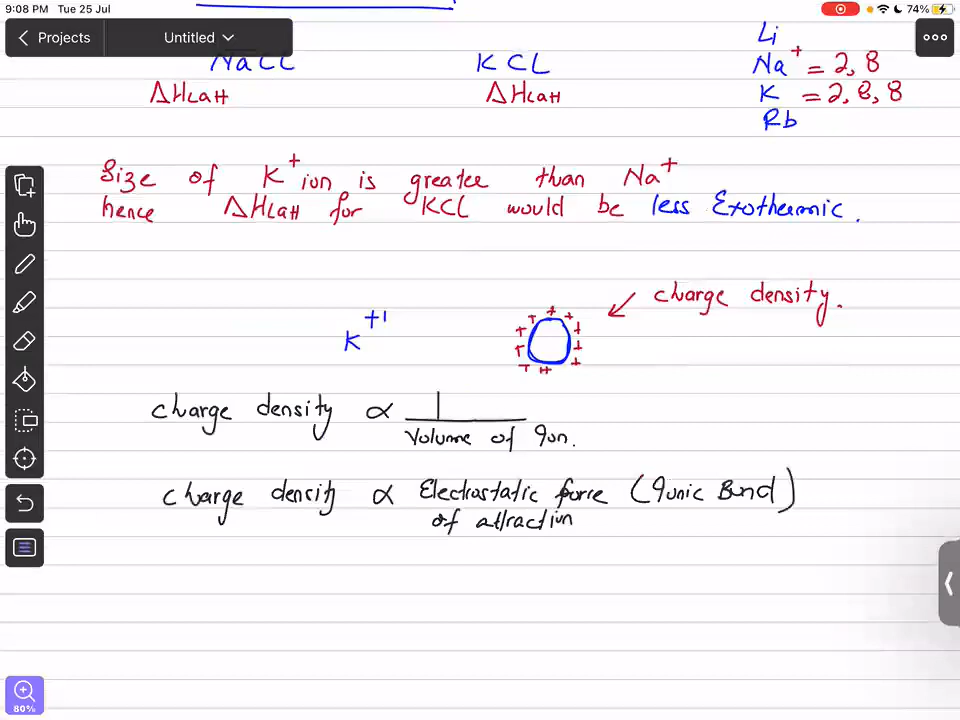 9:08 PM Tue 25 Jul
74%
Projects
Untitled
NaCl
KCL
Li
Na+ = 2, 8
ΔHLatt
ΔHLatt
K = 2, 8, 8
Rb
Size of K+ ion is greater than Na+
hence ΔHLatt for KCL would be less Exothermic.
charge density.
K+1
charge density ∝ 1
Volume of Ion.
charge density ∝ Electrostatic force (Ionic Bond)
of attraction
80%